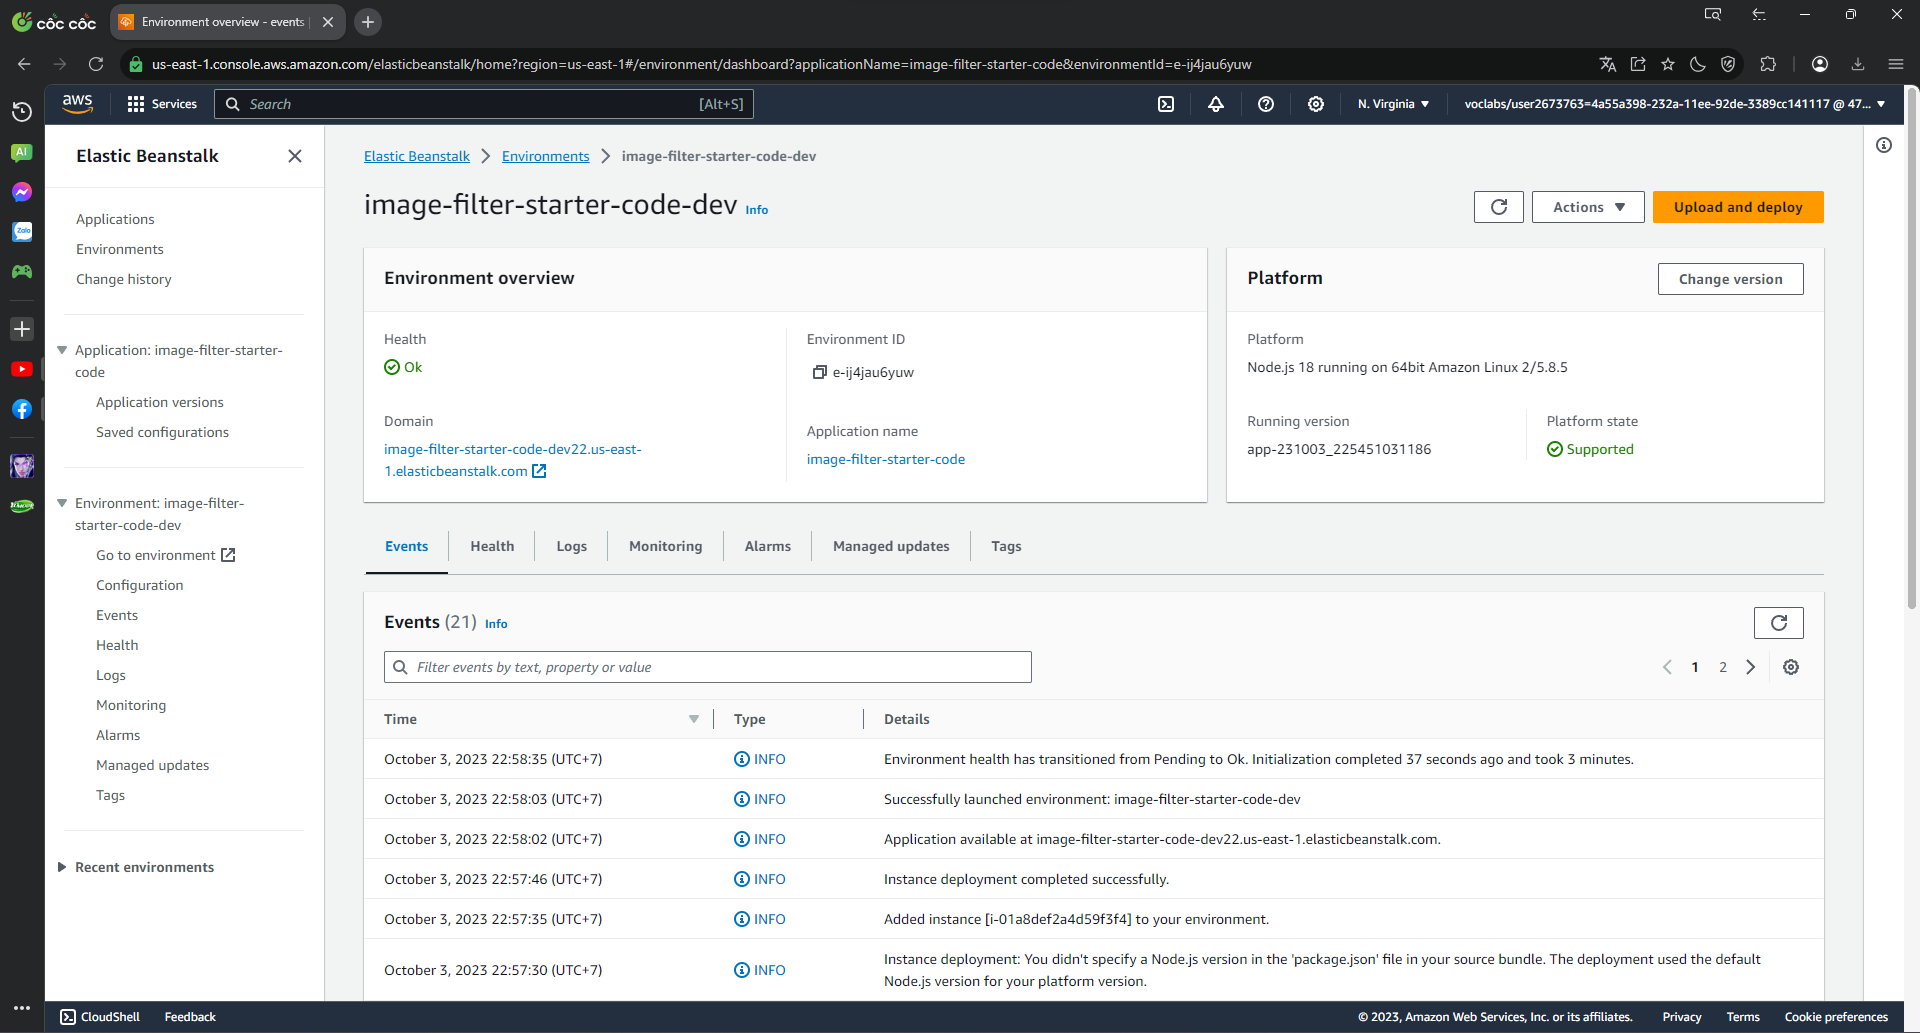 cốc cốc
Environment overview - events
us-east-1.console.aws.amazon.com/elasticbeanstalk/home?region=us-east-1#/environment/dashboard?applicationName=image-filter-starter-code&environmentId=e-ij4jau6yuw
aws
Services
Search
[Alt+S]
N. Virginia
voclabs/user2673763=4a55a398-232a-11ee-92de-3389cc141117 @ 47...
AI
Zalo
Elastic Beanstalk
Applications
Environments
Change history
Application: image-filter-starter-
code
Application versions
Saved configurations
Environment: image-filter-
starter-code-dev
Go to environment
Configuration
Events
Health
Logs
Monitoring
Alarms
Managed updates
Tags
Recent environments
Elastic Beanstalk
Environments
image-filter-starter-code-dev
image-filter-starter-code-dev Info
Actions
Upload and deploy
Environment overview
Health
Ok
Environment ID
e-ij4jau6yuw
Domain
image-filter-starter-code-dev22.us-east-
1.elasticbeanstalk.com
Application name
image-filter-starter-code
Platform
Change version
Platform
Node.js 18 running on 64bit Amazon Linux 2/5.8.5
Running version
app-231003_225451031186
Platform state
Supported
Events
Health
Logs
Monitoring
Alarms
Managed updates
Tags
Events (21) Info
Filter events by text, property or value
1 2
Time Type Details
October 3, 2023 22:58:35 (UTC+7) INFO Environment health has transitioned from Pending to Ok. Initialization completed 37 seconds ago and took 3 minutes.
October 3, 2023 22:58:03 (UTC+7) INFO Successfully launched environment: image-filter-starter-code-dev
October 3, 2023 22:58:02 (UTC+7) INFO Application available at image-filter-starter-code-dev22.us-east-1.elasticbeanstalk.com.
October 3, 2023 22:57:46 (UTC+7) INFO Instance deployment completed successfully.
October 3, 2023 22:57:35 (UTC+7) INFO Added instance [i-01a8def2a4d59f3f4] to your environment.
October 3, 2023 22:57:30 (UTC+7) INFO Instance deployment: You didn't specify a Node.js version in the 'package.json' file in your source bundle. The deployment used the default
Node.js version for your platform version.
CloudShell
Feedback
© 2023, Amazon Web Services, Inc. or its affiliates.
Privacy
Terms
Cookie preferences